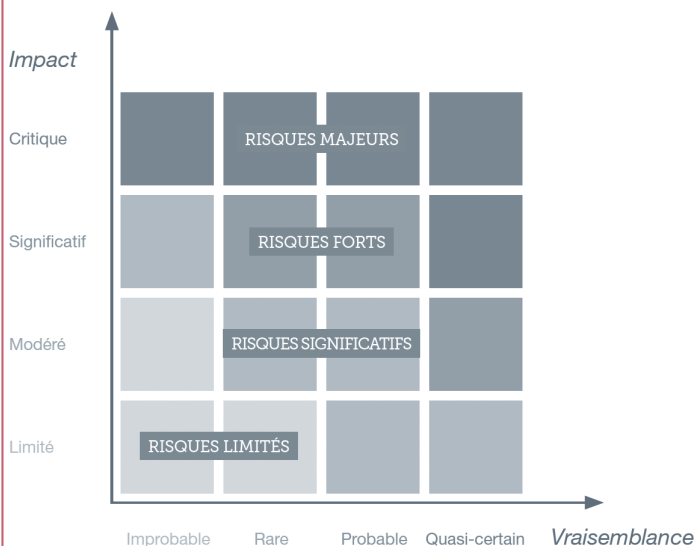 Impact
Critique
RISQUES MAJEURS
Significatif
RISQUES FORTS
Modéré
RISQUES SIGNIFICATIFS
Limité
RISQUES LIMITÉS
Improbable Rare Probable Quasi-certain Vraisemblance